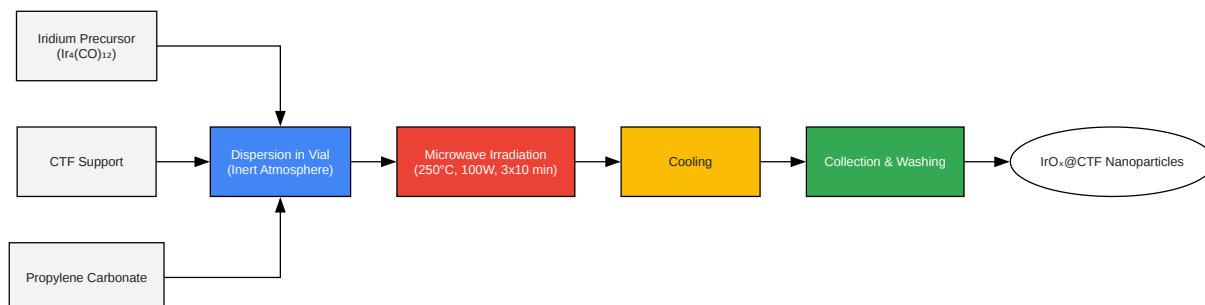 Iridium Precursor
(Ir₄(CO)₁₂)
CTF Support
Propylene Carbonate
Dispersion in Vial
(Inert Atmosphere)
Microwave Irradiation
(250°C, 100W, 3x10 min)
Cooling
Collection & Washing
IrOₓ@CTF Nanoparticles